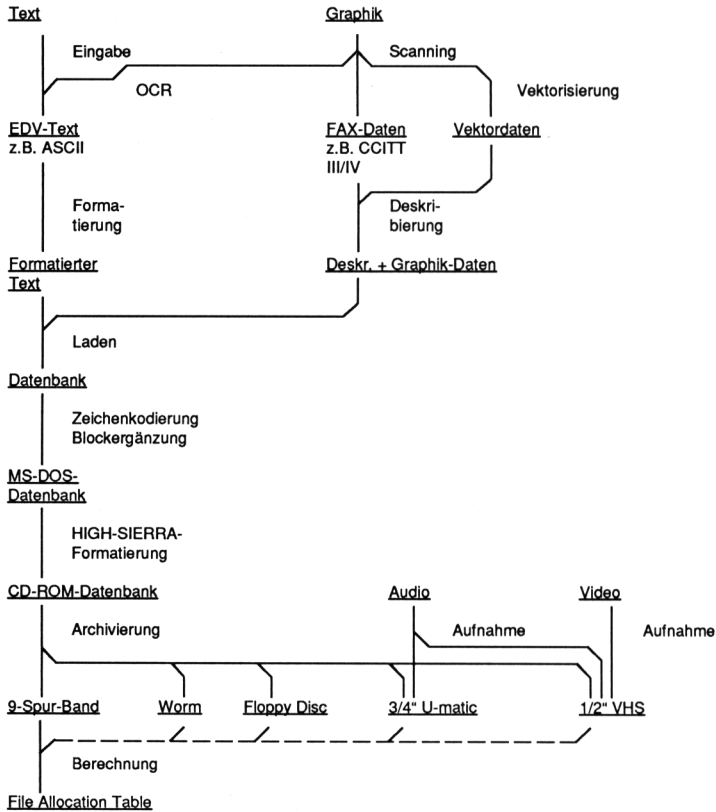 Text Graphik
Eingabe Scanning
OCR Vektorisierung
EDV-Text FAX-Daten Vektordaten
z.B. ASCII z.B. CCITT
III/IV
Forma- Deskri-
tierung bierung
Formatierter Deskr. + Graphik-Daten
Text
Laden
Datenbank
Zeichenkodierung
Blockergänzung
MS-DOS-
Datenbank
HIGH-SIERRA-
Formatierung
CD-ROM-Datenbank Audio Video
Archivierung Aufnahme Aufnahme
9-Spur-Band Worm Floppy Disc 3/4" U-matic 1/2" VHS
Berechnung
File Allocation Table